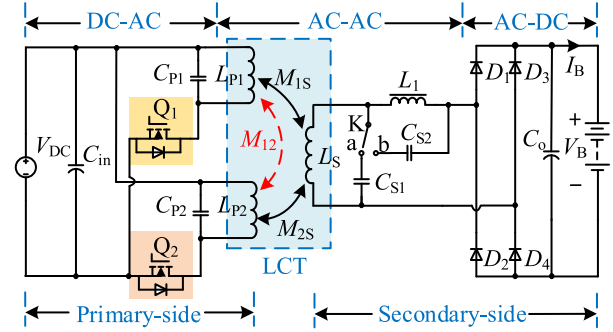 DC-AC AC-AC AC-DC
C_P1 L_P1 M_1S L_1 D_1 D_3 I_B
Q_1 K
V_DC C_in M_12 L_S a b C_S2 C_o V_B
+
C_S1
−
C_P2 L_P2 M_2S
Q_2 LCT D_2 D_4
Primary-side Secondary-side